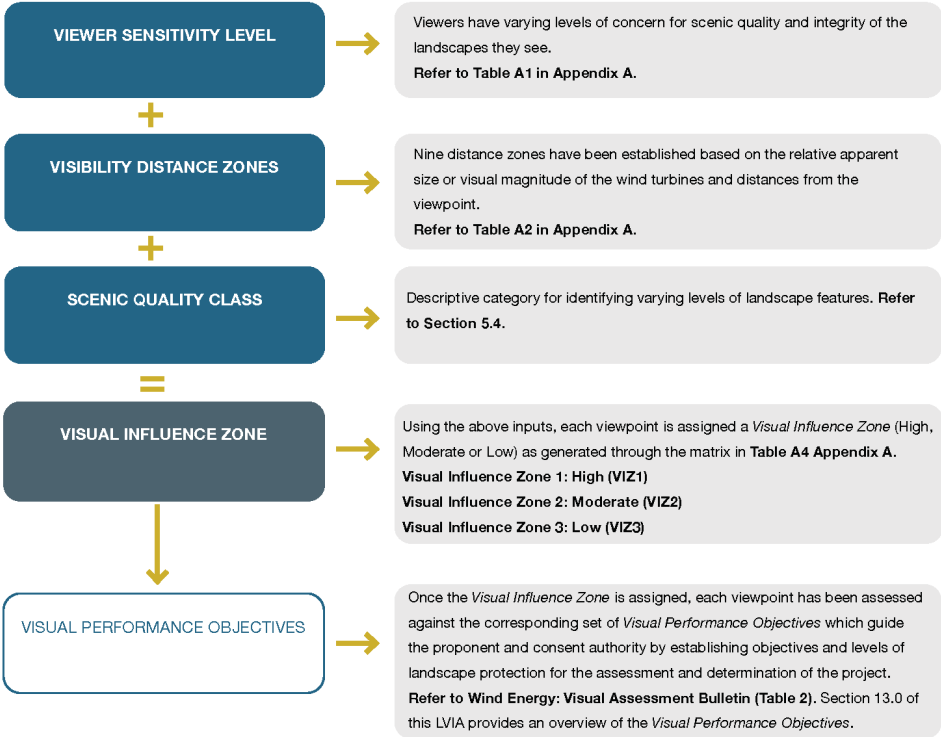 VIEWER SENSITIVITY LEVEL
Viewers have varying levels of concern for scenic quality and integrity of the
landscapes they see.
Refer to Table A1 in Appendix A.
+
VISIBILITY DISTANCE ZONES
Nine distance zones have been established based on the relative apparent
size or visual magnitude of the wind turbines and distances from the
viewpoint.
Refer to Table A2 in Appendix A.
+
SCENIC QUALITY CLASS
Descriptive category for identifying varying levels of landscape features. Refer
to Section 5.4.
=
VISUAL INFLUENCE ZONE
Using the above inputs, each viewpoint is assigned a Visual Influence Zone (High,
Moderate or Low) as generated through the matrix in Table A4 Appendix A.
Visual Influence Zone 1: High (VIZ1)
Visual Influence Zone 2: Moderate (VIZ2)
Visual Influence Zone 3: Low (VIZ3)
VISUAL PERFORMANCE OBJECTIVES
Once the Visual Influence Zone is assigned, each viewpoint has been assessed
against the corresponding set of Visual Performance Objectives which guide
the proponent and consent authority by establishing objectives and levels of
landscape protection for the assessment and determination of the project.
Refer to Wind Energy: Visual Assessment Bulletin (Table 2). Section 13.0 of
this LVIA provides an overview of the Visual Performance Objectives.